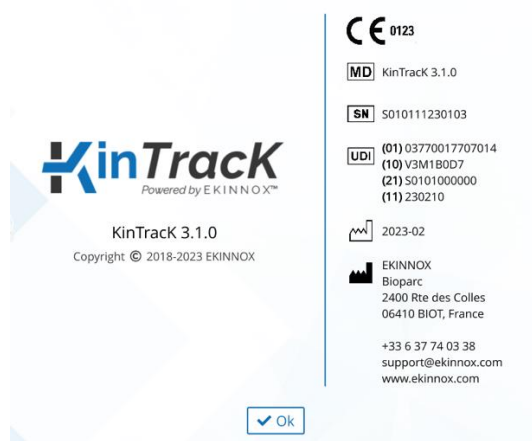 KinTracK
Powered by EKINNOX™
KinTracK 3.1.0
Copyright © 2018-2023 EKINNOX
CE 0123
MD KinTracK 3.1.0
SN S010111230103
UDI (01) 03770017707014
(10) V3M1B0D7
(21) S0101000000
(11) 230210
2023-02
EKINNOX
Bioparc
2400 Rte des Colles
06410 BIOT, France
+33 6 37 74 03 38
support@ekinnox.com
www.ekinnox.com
Ok